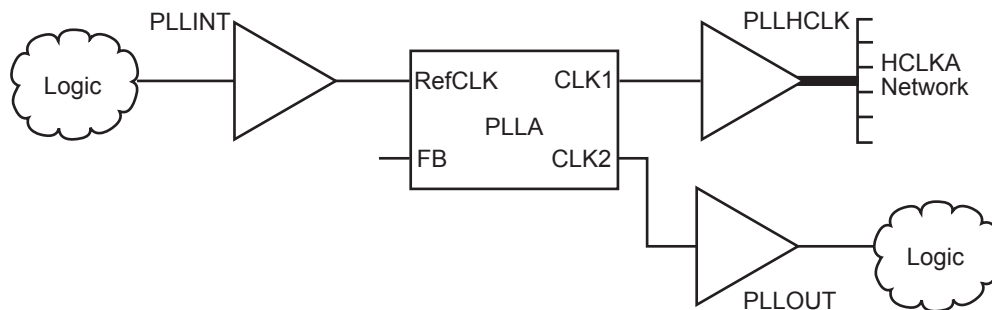 PLLINT
PLLHCLK
Logic
RefCLK
CLK1
HCLKA
Network
PLLA
FB
CLK2
Logic
PLLOUT